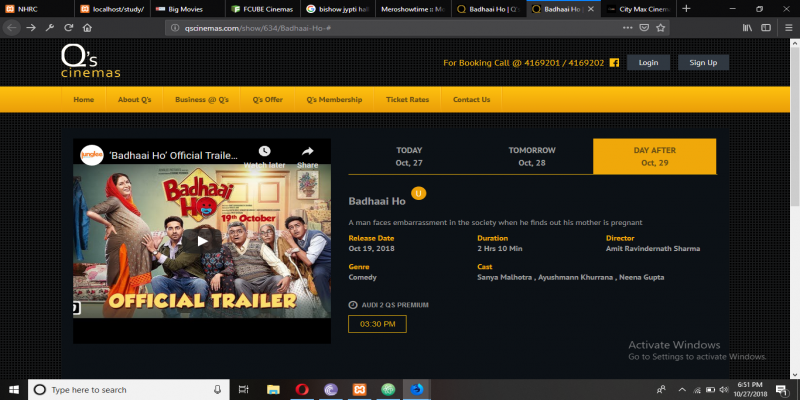 NHRC
localhost/study/
Big Movies
FCUBE Cinemas
bishow jypti hal
Meroshowtime :: Mo
Badhaai Ho | Q's
Badhaai Ho |
City Max Cinem
qscinemas.com/show/634/Badhaai-Ho-#
Q's
cinemas
For Booking Call @ 4169201 / 4169202
Login
Sign Up
Home
About Q's
Business @ Q's
Q's Offer
Q's Membership
Ticket Rates
Contact Us
junglee
'Badhaai Ho' Official Traile...
Watch later
Share
Badhaai
Ho
19th October
OFFICIAL TRAILER
TODAY
Oct, 27
TOMORROW
Oct, 28
DAY AFTER
Oct, 29
Badhaai Ho
U
A man faces embarrassment in the society when he finds out his mother is pregnant
Release Date
Duration
Director
Oct 19, 2018
2 Hrs 10 Min
Amit Ravindernath Sharma
Genre
Cast
Comedy
Sanya Malhotra , Ayushmann Khurrana , Neena Gupta
AUDI 2 QS PREMIUM
03:30 PM
Activate Windows
Go to Settings to activate Windows.
Type here to search
6:51 PM
10/27/2018